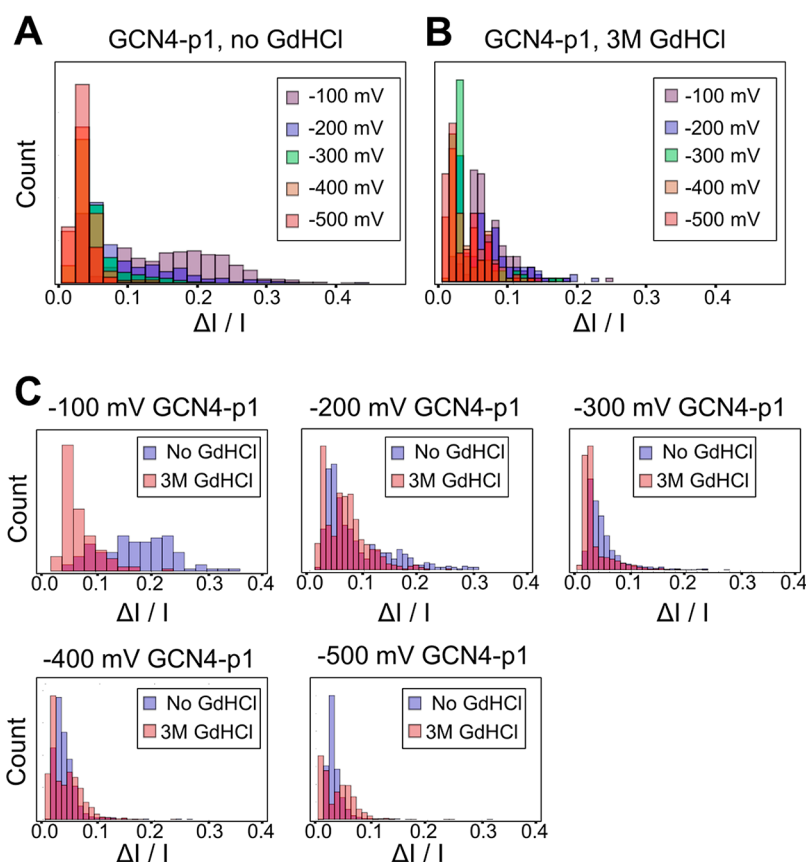 A
GCN4-p1, no GdHCl
Count
-100 mV
-200 mV
-300 mV
-400 mV
-500 mV
0.0 0.1 0.2 0.3 0.4
ΔI / I
B
GCN4-p1, 3M GdHCl
-100 mV
-200 mV
-300 mV
-400 mV
-500 mV
0.0 0.1 0.3 0.4
ΔI / I
C
-100 mV GCN4-p1
Count
No GdHCl
3M GdHCl
0.0 0.1 0.2 0.3 0.4
ΔI / I
-200 mV GCN4-p1
No GdHCl
3M GdHCl
0.0 0.1 0.2 0.3 0.4
ΔI / I
-300 mV GCN4-p1
No GdHCl
3M GdHCl
0.0 0.1 0.2 0.3 0.4
ΔI / I
-400 mV GCN4-p1
Count
No GdHCl
3M GdHCl
0.0 0.1 0.2 0.3 0.4
ΔI / I
-500 mV GCN4-p1
No GdHCl
3M GdHCl
0.0 0.1 0.2 0.3 0.4
ΔI / I